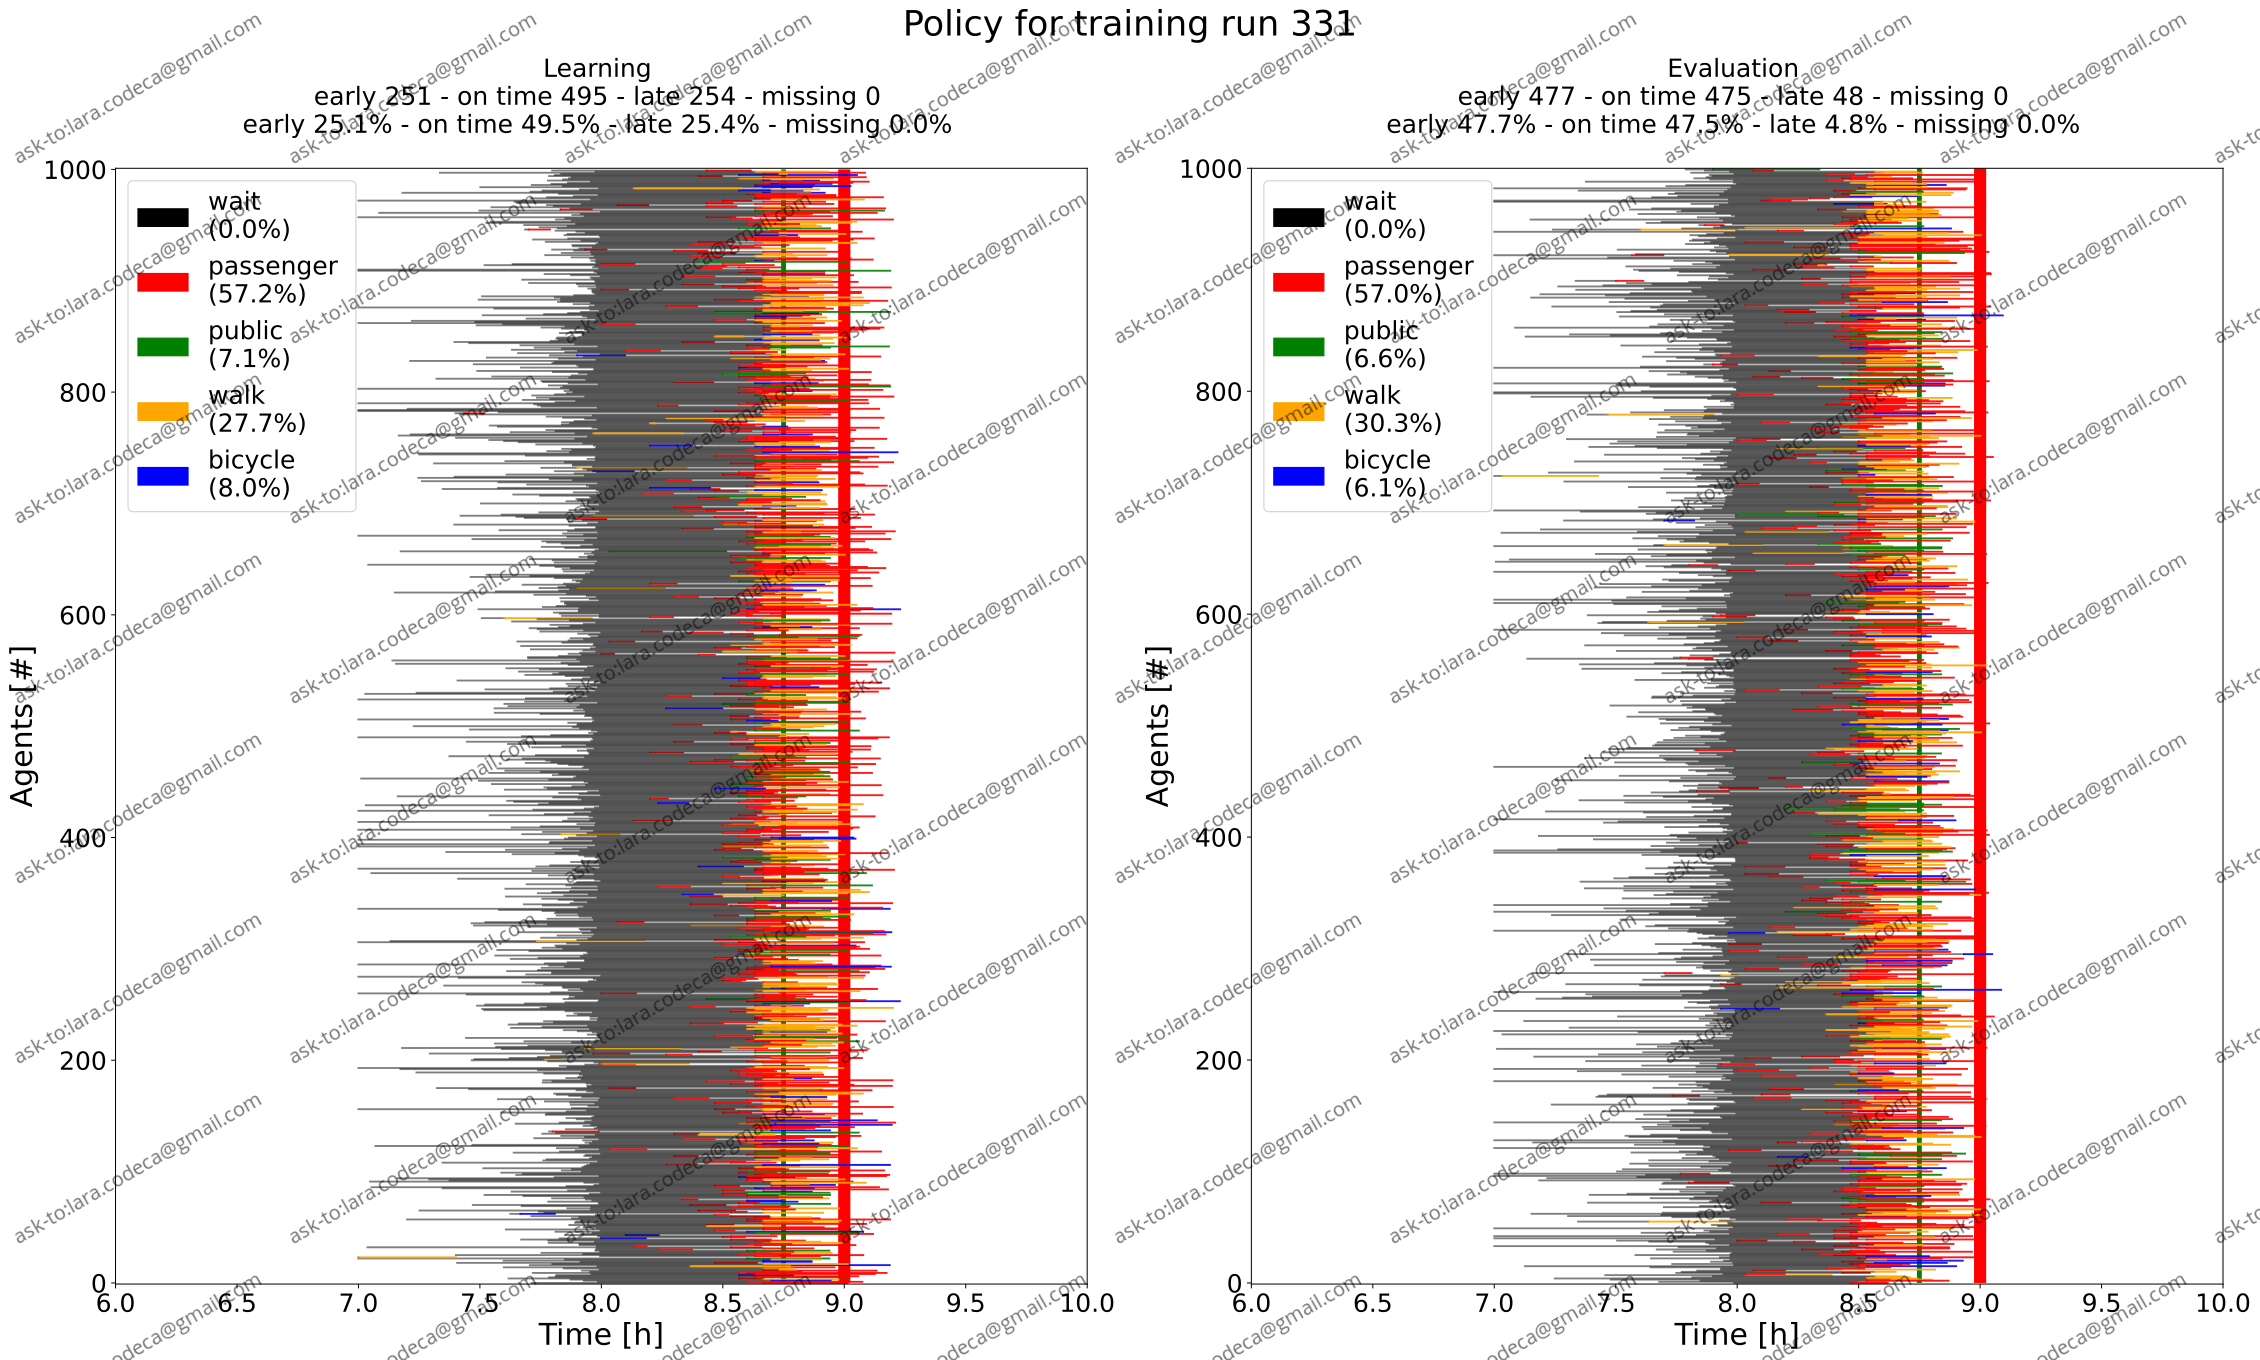 Policy for training run 331
Learning
early 251 - on time 495 - late 254 - missing 0
early 25.1% - on time 49.5% - late 25.4% - missing 0.0%
wait
(0.0%)
passenger
(57.2%)
public
(7.1%)
walk
(27.7%)
bicycle
(8.0%)
Agents [#]
1000
800
600
400
200
0
6.0 6.5 7.0 7.5 8.0 8.5 9.0 9.5 10.0
Time [h]
Evaluation
early 477 - on time 475 - late 48 - missing 0
early 47.7% - on time 47.5% - late 4.8% - missing 0.0%
wait
(0.0%)
passenger
(57.0%)
public
(6.6%)
walk
(30.3%)
bicycle
(6.1%)
Agents [#]
1000
800
600
400
200
0
6.0 6.5 7.0 7.5 8.0 8.5 9.0 9.5 10.0
Time [h]
ask-to:lara.codeca@gmail.com